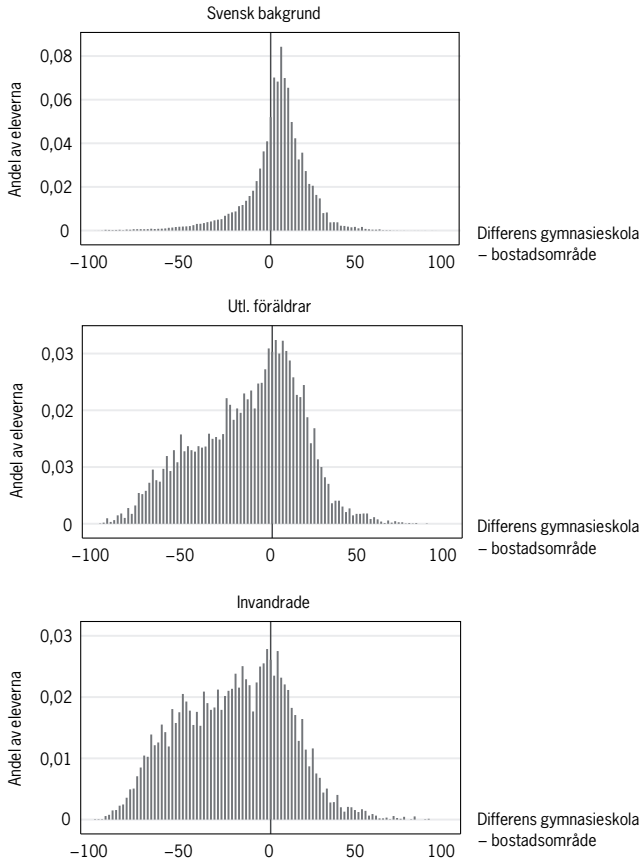 Svensk bakgrund
Andel av eleverna
0,08
0,06
0,04
0,02
0
−100 −50 0 50 100
Differens gymnasieskola
– bostadsområde
Utl. föräldrar
Andel av eleverna
0,03
0,02
0,03
0
−100 −50 0 50 100
Differens gymnasieskola
– bostadsområde
Invandrade
Andel av eleverna
0,03
0,02
0,01
0
−100 −50 0 50 100
Differens gymnasieskola
– bostadsområde